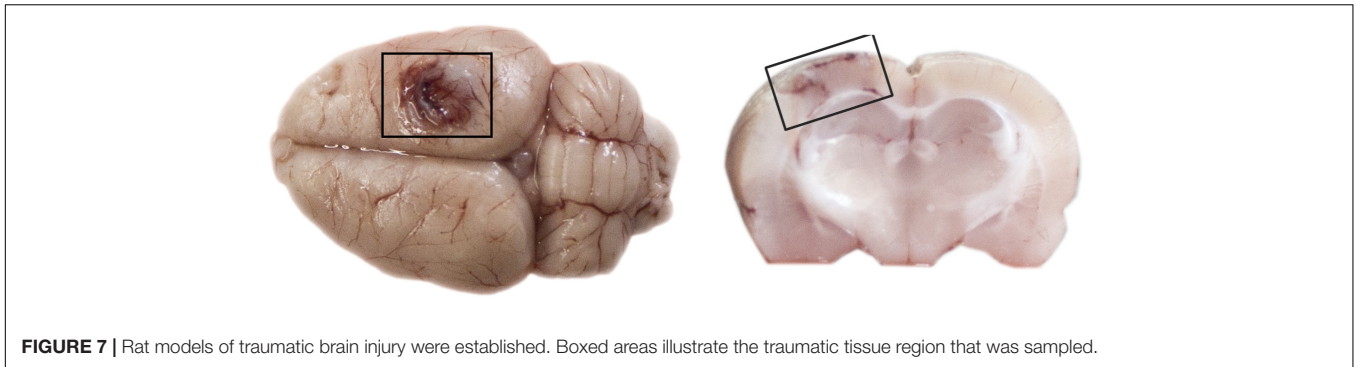 FIGURE 7 | Rat models of traumatic brain injury were established. Boxed areas illustrate the traumatic tissue region that was sampled.